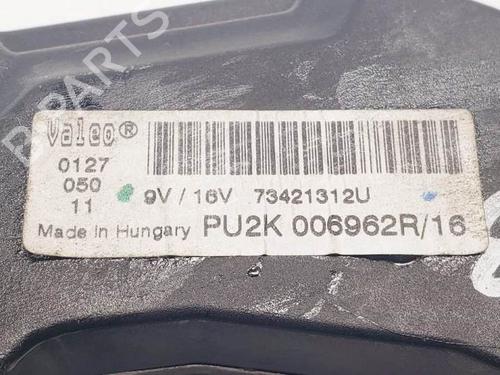 B-PARTS
Valeo®
0127
050
11
9V / 16V 73421312U
Made in Hungary PU2K 006962R/16